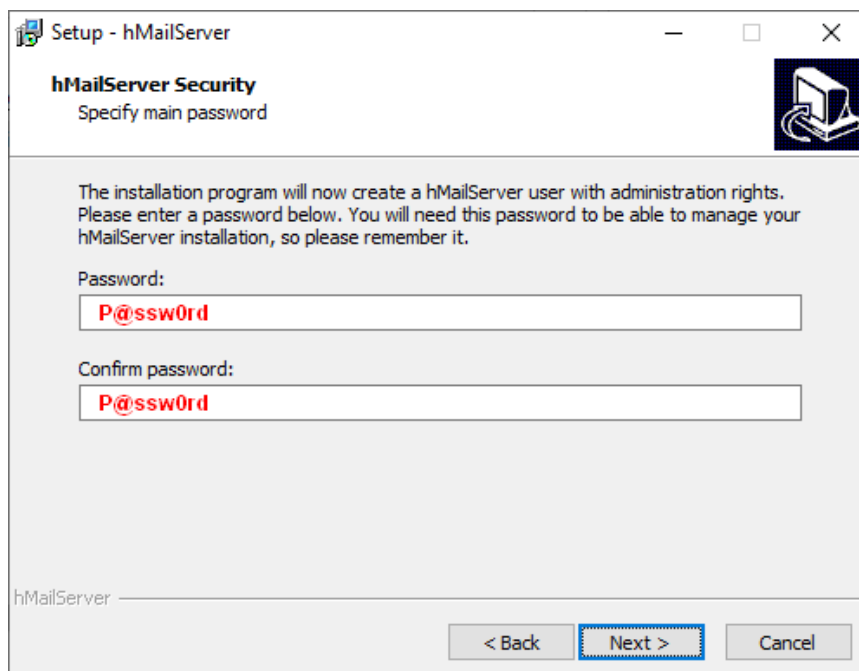 Setup - hMailServer
hMailServer Security
Specify main password
The installation program will now create a hMailServer user with administration rights.
Please enter a password below. You will need this password to be able to manage your
hMailServer installation, so please remember it.
Password:
P@ssw0rd
Confirm password:
P@ssw0rd
hMailServer
< Back Next > Cancel